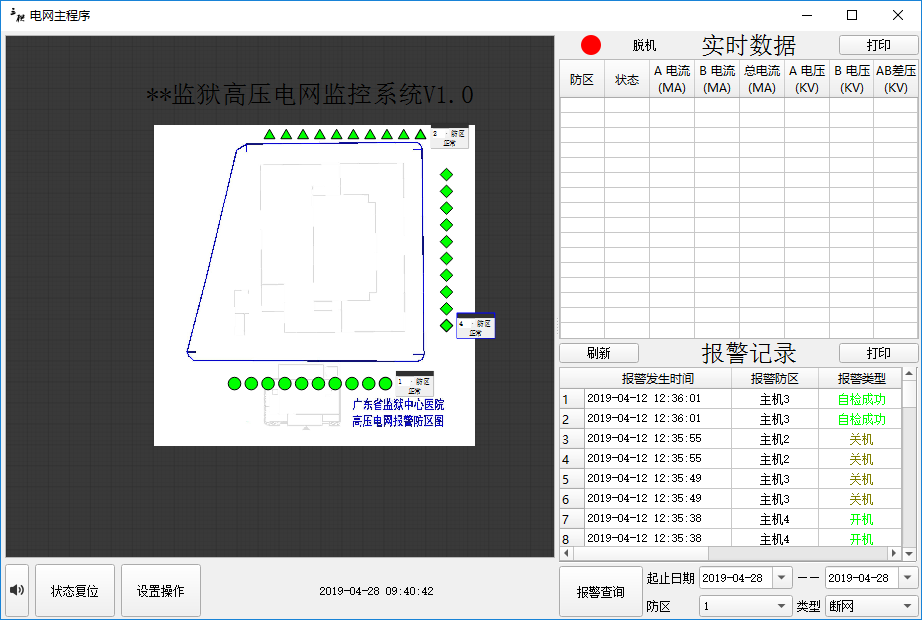 电网主程序
**监狱高压电网监控系统V1.0
2 · 防区
正常
4 · 防区
正常
1 · 防区
正常
广东省监狱中心医院
高压电网报警防区图
状态复位
设置操作
2019-04-28 09:40:42
脱机
实时数据
打印
防区 状态 A 电流(MA) B 电流(MA) 总电流(MA) A 电压(KV) B 电压(KV) AB差压(KV)
刷新
报警记录
打印
报警发生时间 报警防区 报警类型
1 2019-04-12 12:36:01 主机3 自检成功
2 2019-04-12 12:36:01 主机3 自检成功
3 2019-04-12 12:35:55 主机2 关机
4 2019-04-12 12:35:55 主机2 关机
5 2019-04-12 12:35:49 主机3 关机
6 2019-04-12 12:35:49 主机3 关机
7 2019-04-12 12:35:38 主机4 开机
8 2019-04-12 12:35:38 主机4 开机
报警查询
起止日期 2019-04-28 一一 2019-04-28
防区 1 类型 断网